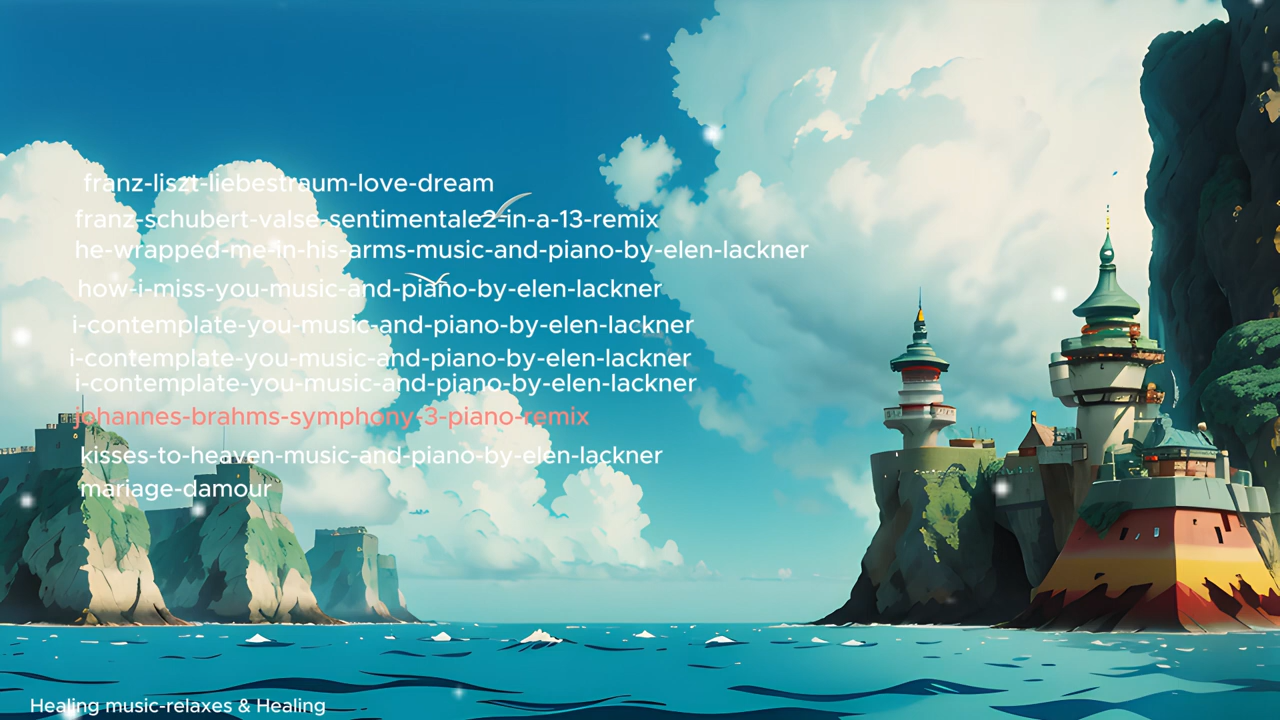 franz-liszt-liebestraum-love-dream
franz-schubert-valse-sentimentale2-in-a-13-remix
he-wrapped-me-in-his-arms-music-and-piano-by-elen-lackner
how-i-miss-you-music-and-piano-by-elen-lackner
i-contemplate-you-music-and-piano-by-elen-lackner
i-contemplate-you-music-and-piano-by-elen-lackner
i-contemplate-you-music-and-piano-by-elen-lackner
johannes-brahms-symphony-3-piano-remix
kisses-to-heaven-music-and-piano-by-elen-lackner
mariage-damour
Healing music-relaxes & Healing